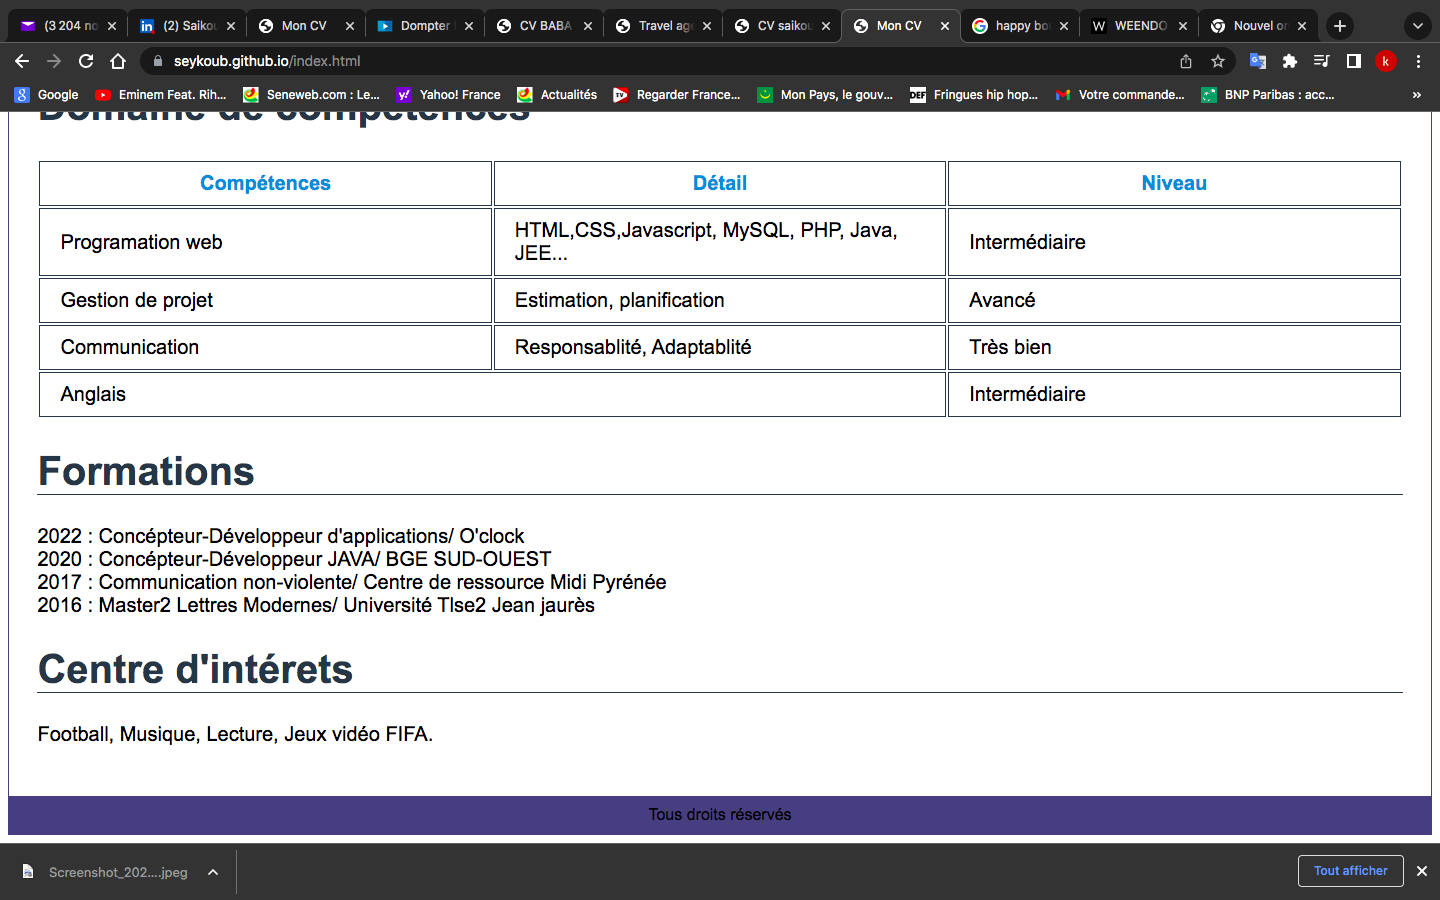 (3 204 no
(2) Saikou
Mon CV
Dompter
CV BABA
Travel age
CV saikou
Mon CV
happy bo
WEENDO
Nouvel on
seykoub.github.io/index.html
k
Google
Eminem Feat. Rih...
Seneweb.com : Le...
Yahoo! France
Actualités
Regarder France...
Mon Pays, le gouv...
DEF
Fringues hip hop...
Votre commande...
BNP Paribas : acc...
»
Domaine de compétences
Compétences Détail Niveau
Programation web
HTML,CSS,Javascript, MySQL, PHP, Java,
JEE...
Intermédiaire
Gestion de projet Estimation, planification Avancé
Communication Responsablité, Adaptablité Très bien
Anglais Intermédiaire
Formations
2022 : Concépteur-Développeur d'applications/ O'clock
2020 : Concépteur-Développeur JAVA/ BGE SUD-OUEST
2017 : Communication non-violente/ Centre de ressource Midi Pyrénée
2016 : Master2 Lettres Modernes/ Université Tlse2 Jean jaurès
Centre d'intérets
Football, Musique, Lecture, Jeux vidéo FIFA.
Tous droits réservés
Screenshot_202....jpeg
Tout afficher